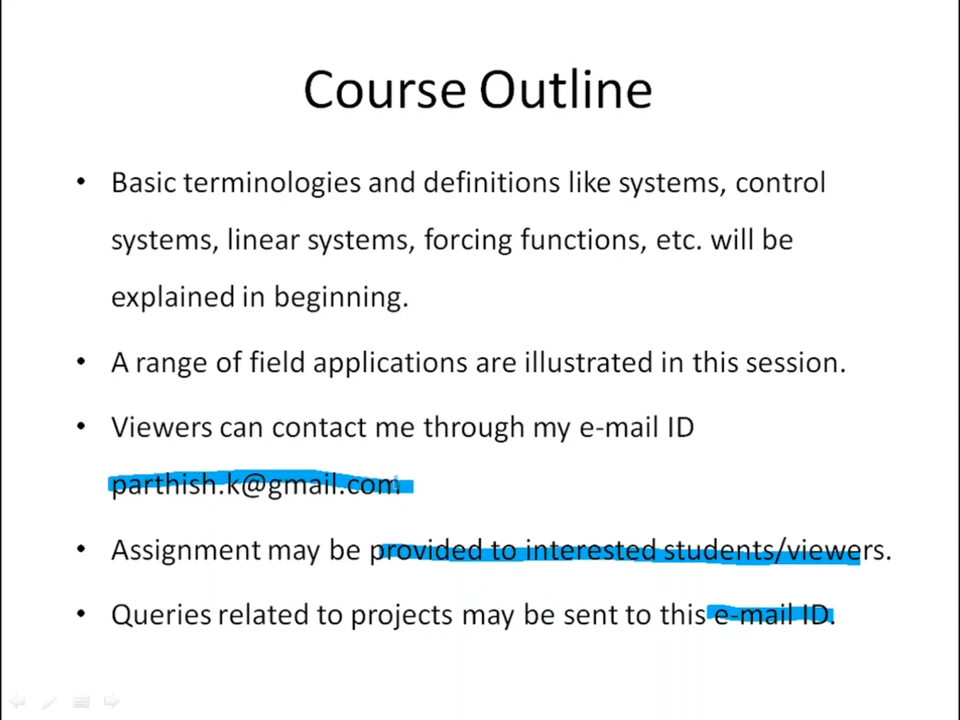 Course Outline
• Basic terminologies and definitions like systems, control
systems, linear systems, forcing functions, etc. will be
explained in beginning.
• A range of field applications are illustrated in this session.
• Viewers can contact me through my e-mail ID
parthish.k@gmail.com
• Assignment may be provided to interested students/viewers.
• Queries related to projects may be sent to this e-mail ID.